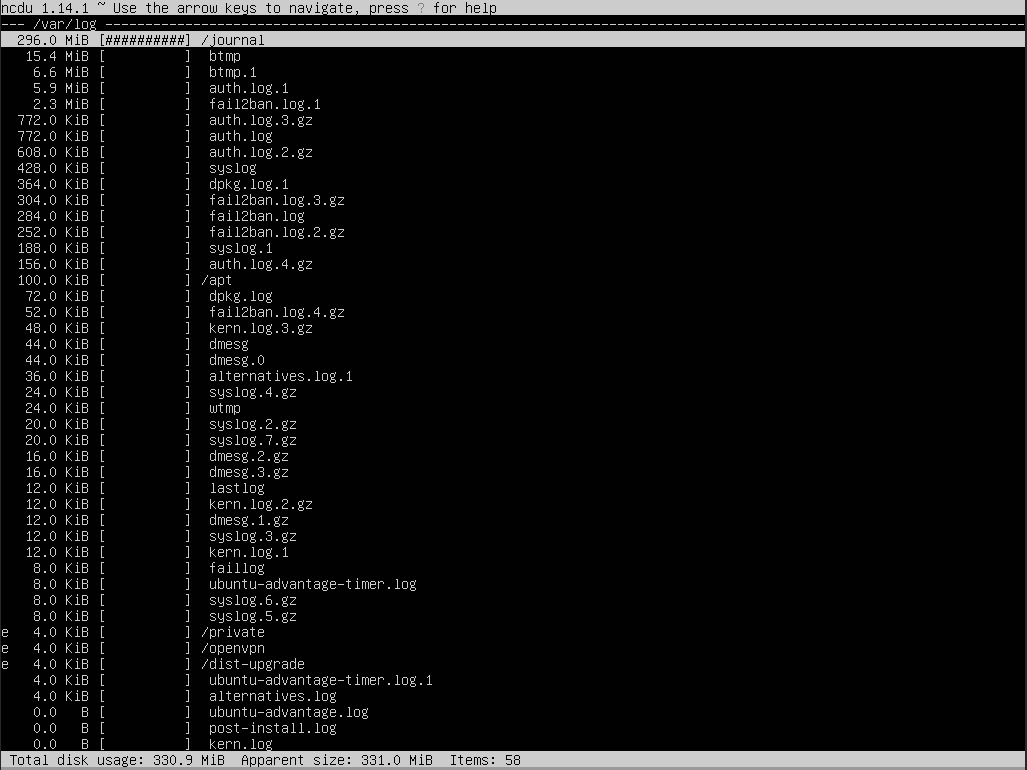 ncdu 1.14.1 ~ Use the arrow keys to navigate, press ? for help
--- /var/log -------------------------------------------------------------------------------------------------------------------
  296.0 MiB [##########] /journal
   15.4 MiB [          ]  btmp
    6.6 MiB [          ]  btmp.1
    5.9 MiB [          ]  auth.log.1
    2.3 MiB [          ]  fail2ban.log.1
  772.0 KiB [          ]  auth.log.3.gz
  772.0 KiB [          ]  auth.log
  608.0 KiB [          ]  auth.log.2.gz
  428.0 KiB [          ]  syslog
  364.0 KiB [          ]  dpkg.log.1
  304.0 KiB [          ]  fail2ban.log.3.gz
  284.0 KiB [          ]  fail2ban.log
  252.0 KiB [          ]  fail2ban.log.2.gz
  188.0 KiB [          ]  syslog.1
  156.0 KiB [          ]  auth.log.4.gz
  100.0 KiB [          ] /apt
   72.0 KiB [          ]  dpkg.log
   52.0 KiB [          ]  fail2ban.log.4.gz
   48.0 KiB [          ]  kern.log.3.gz
   44.0 KiB [          ]  dmesg
   44.0 KiB [          ]  dmesg.0
   36.0 KiB [          ]  alternatives.log.1
   24.0 KiB [          ]  syslog.4.gz
   24.0 KiB [          ]  wtmp
   20.0 KiB [          ]  syslog.2.gz
   20.0 KiB [          ]  syslog.7.gz
   16.0 KiB [          ]  dmesg.2.gz
   16.0 KiB [          ]  dmesg.3.gz
   12.0 KiB [          ]  lastlog
   12.0 KiB [          ]  kern.log.2.gz
   12.0 KiB [          ]  dmesg.1.gz
   12.0 KiB [          ]  syslog.3.gz
   12.0 KiB [          ]  kern.log.1
    8.0 KiB [          ]  faillog
    8.0 KiB [          ]  ubuntu-advantage-timer.log
    8.0 KiB [          ]  syslog.6.gz
    8.0 KiB [          ]  syslog.5.gz
e   4.0 KiB [          ] /private
e   4.0 KiB [          ] /openvpn
e   4.0 KiB [          ] /dist-upgrade
    4.0 KiB [          ]  ubuntu-advantage-timer.log.1
    4.0 KiB [          ]  alternatives.log
    0.0   B [          ]  ubuntu-advantage.log
    0.0   B [          ]  post-install.log
    0.0   B [          ]  kern.log
 Total disk usage: 330.9 MiB  Apparent size: 331.0 MiB  Items: 58